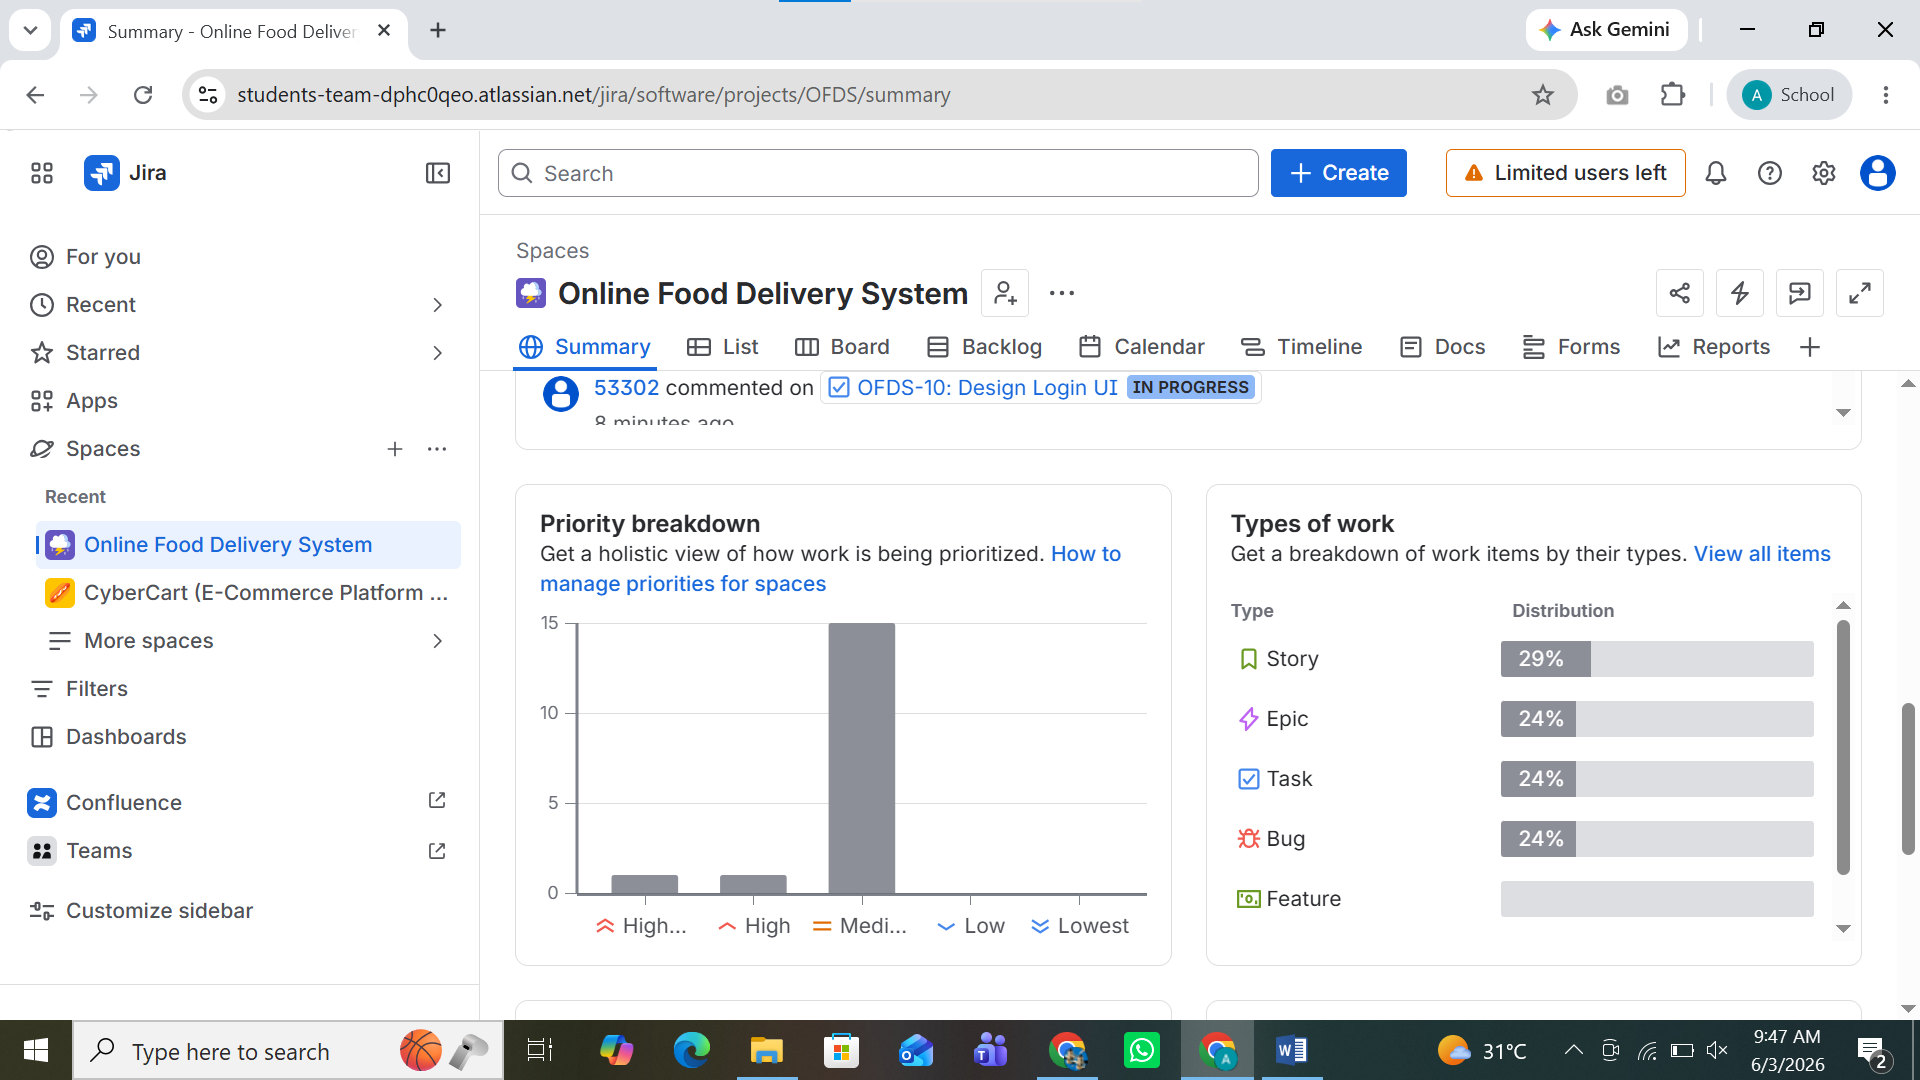 Summary - Online Food Deliver
Ask Gemini
students-team-dphc0qeo.atlassian.net/jira/software/projects/OFDS/summary
A School
Jira
Search
Create
Limited users left
For you
Recent
Starred
Apps
Spaces
Recent
Online Food Delivery System
CyberCart (E-Commerce Platform ...
More spaces
Filters
Dashboards
Confluence
Teams
Customize sidebar
Spaces
Online Food Delivery System
Summary List Board Backlog Calendar Timeline Docs Forms Reports
53302 commented on OFDS-10: Design Login UI IN PROGRESS
8 minutes ago
Priority breakdown
Get a holistic view of how work is being prioritized. How to
manage priorities for spaces
15
10
5
0
High... High Medi... Low Lowest
Types of work
Get a breakdown of work items by their types. View all items
Type Distribution
Story 29%
Epic 24%
Task 24%
Bug 24%
Feature
Type here to search
31°C
9:47 AM
6/3/2026
2